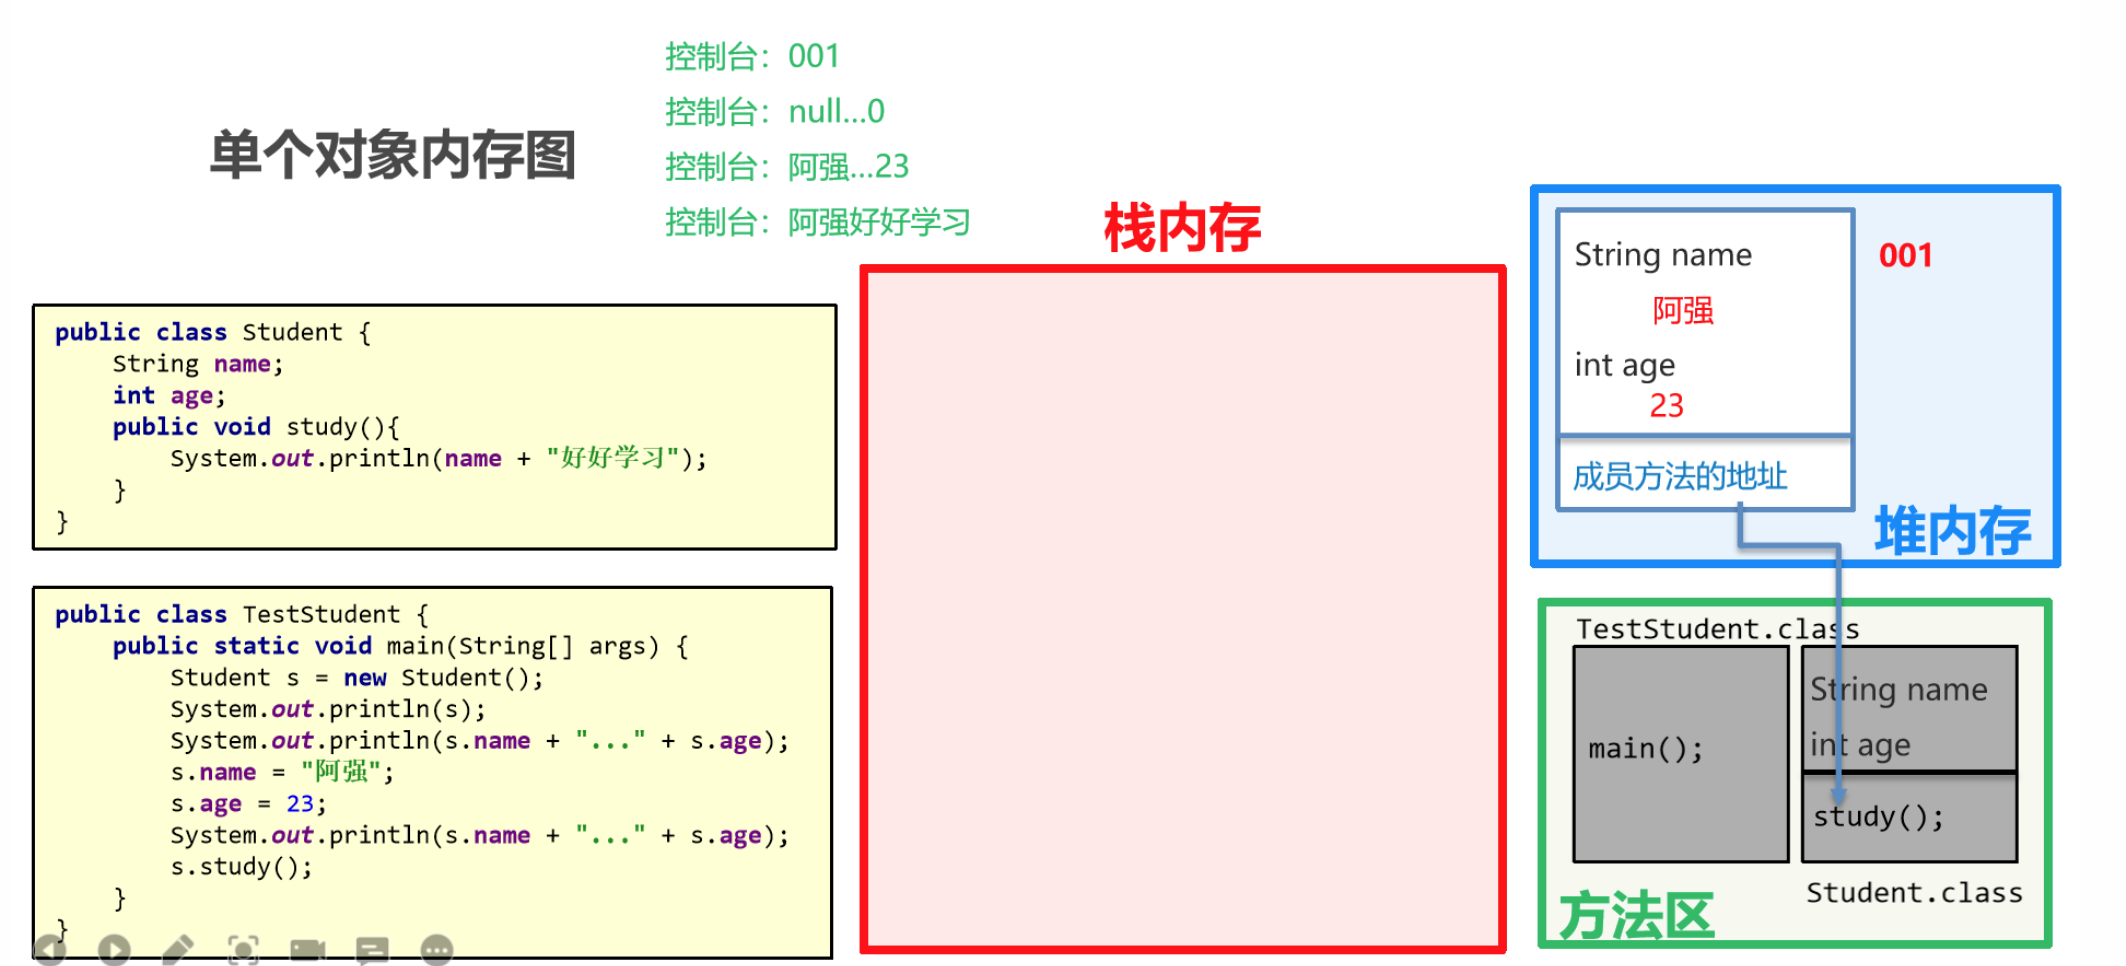 控制台：001
控制台：null...0
单个对象内存图
控制台：阿强...23
控制台：阿强好好学习
栈内存
public class Student {
String name;
int age;
public void study(){
System.out.println(name + "好好学习");
}
}
public class TestStudent {
public static void main(String[] args) {
Student s = new Student();
System.out.println(s);
System.out.println(s.name + "..." + s.age);
s.name = "阿强";
s.age = 23;
System.out.println(s.name + "..." + s.age);
s.study();
}
}
String name
001
阿强
int age
23
成员方法的地址
堆内存
TestStudent.class
main();
String name
int age
study();
Student.class
方法区